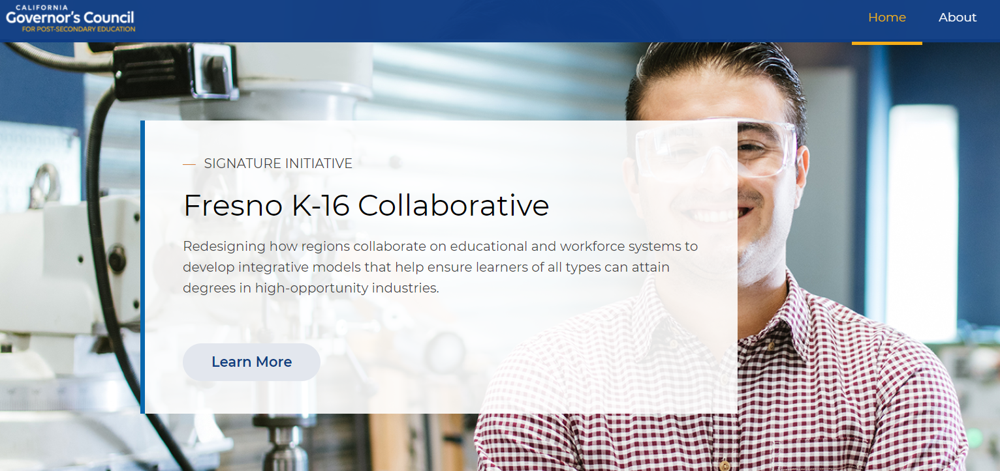 CALIFORNIA
Governor's Council
FOR POST-SECONDARY EDUCATION
Home
About
— SIGNATURE INITIATIVE
Fresno K-16 Collaborative
Redesigning how regions collaborate on educational and workforce systems to
develop integrative models that help ensure learners of all types can attain
degrees in high-opportunity industries.
Learn More